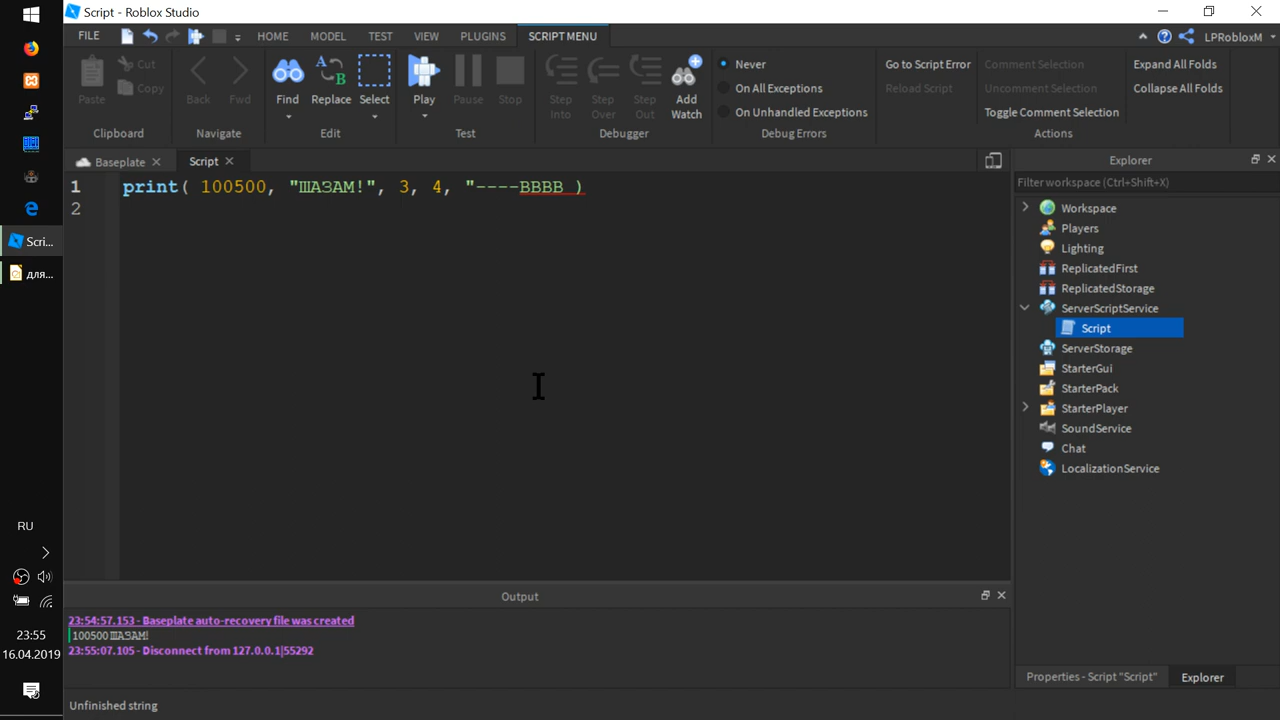 Script - Roblox Studio
FILE HOME MODEL TEST VIEW PLUGINS SCRIPT MENU LPRobloxM
Paste Cut Copy
Clipboard
Back Fwd
Navigate
Find Replace Select
Edit
Play Pause Stop
Test
Step Into Step Over Step Out Add Watch
Debugger
Never
On All Exceptions
On Unhandled Exceptions
Debug Errors
Go to Script Error
Reload Script
Comment Selection
Uncomment Selection
Toggle Comment Selection
Expand All Folds
Collapse All Folds
Actions
Baseplate Script
1 print( 100500, "ШАЗАМ!", 3, 4, "----ВВВВ )
2
Explorer
Filter workspace (Ctrl+Shift+X)
Workspace
Players
Lighting
ReplicatedFirst
ReplicatedStorage
ServerScriptService
Script
ServerStorage
StarterGui
StarterPack
StarterPlayer
SoundService
Chat
LocalizationService
Properties - Script "Script" Explorer
Output
23:54:57.153 - Baseplate auto-recovery file was created
100500 ШАЗАМ!
23:55:07.105 - Disconnect from 127.0.0.1|55292
Unfinished string
Scri...
для...
RU
23:55
16.04.2019